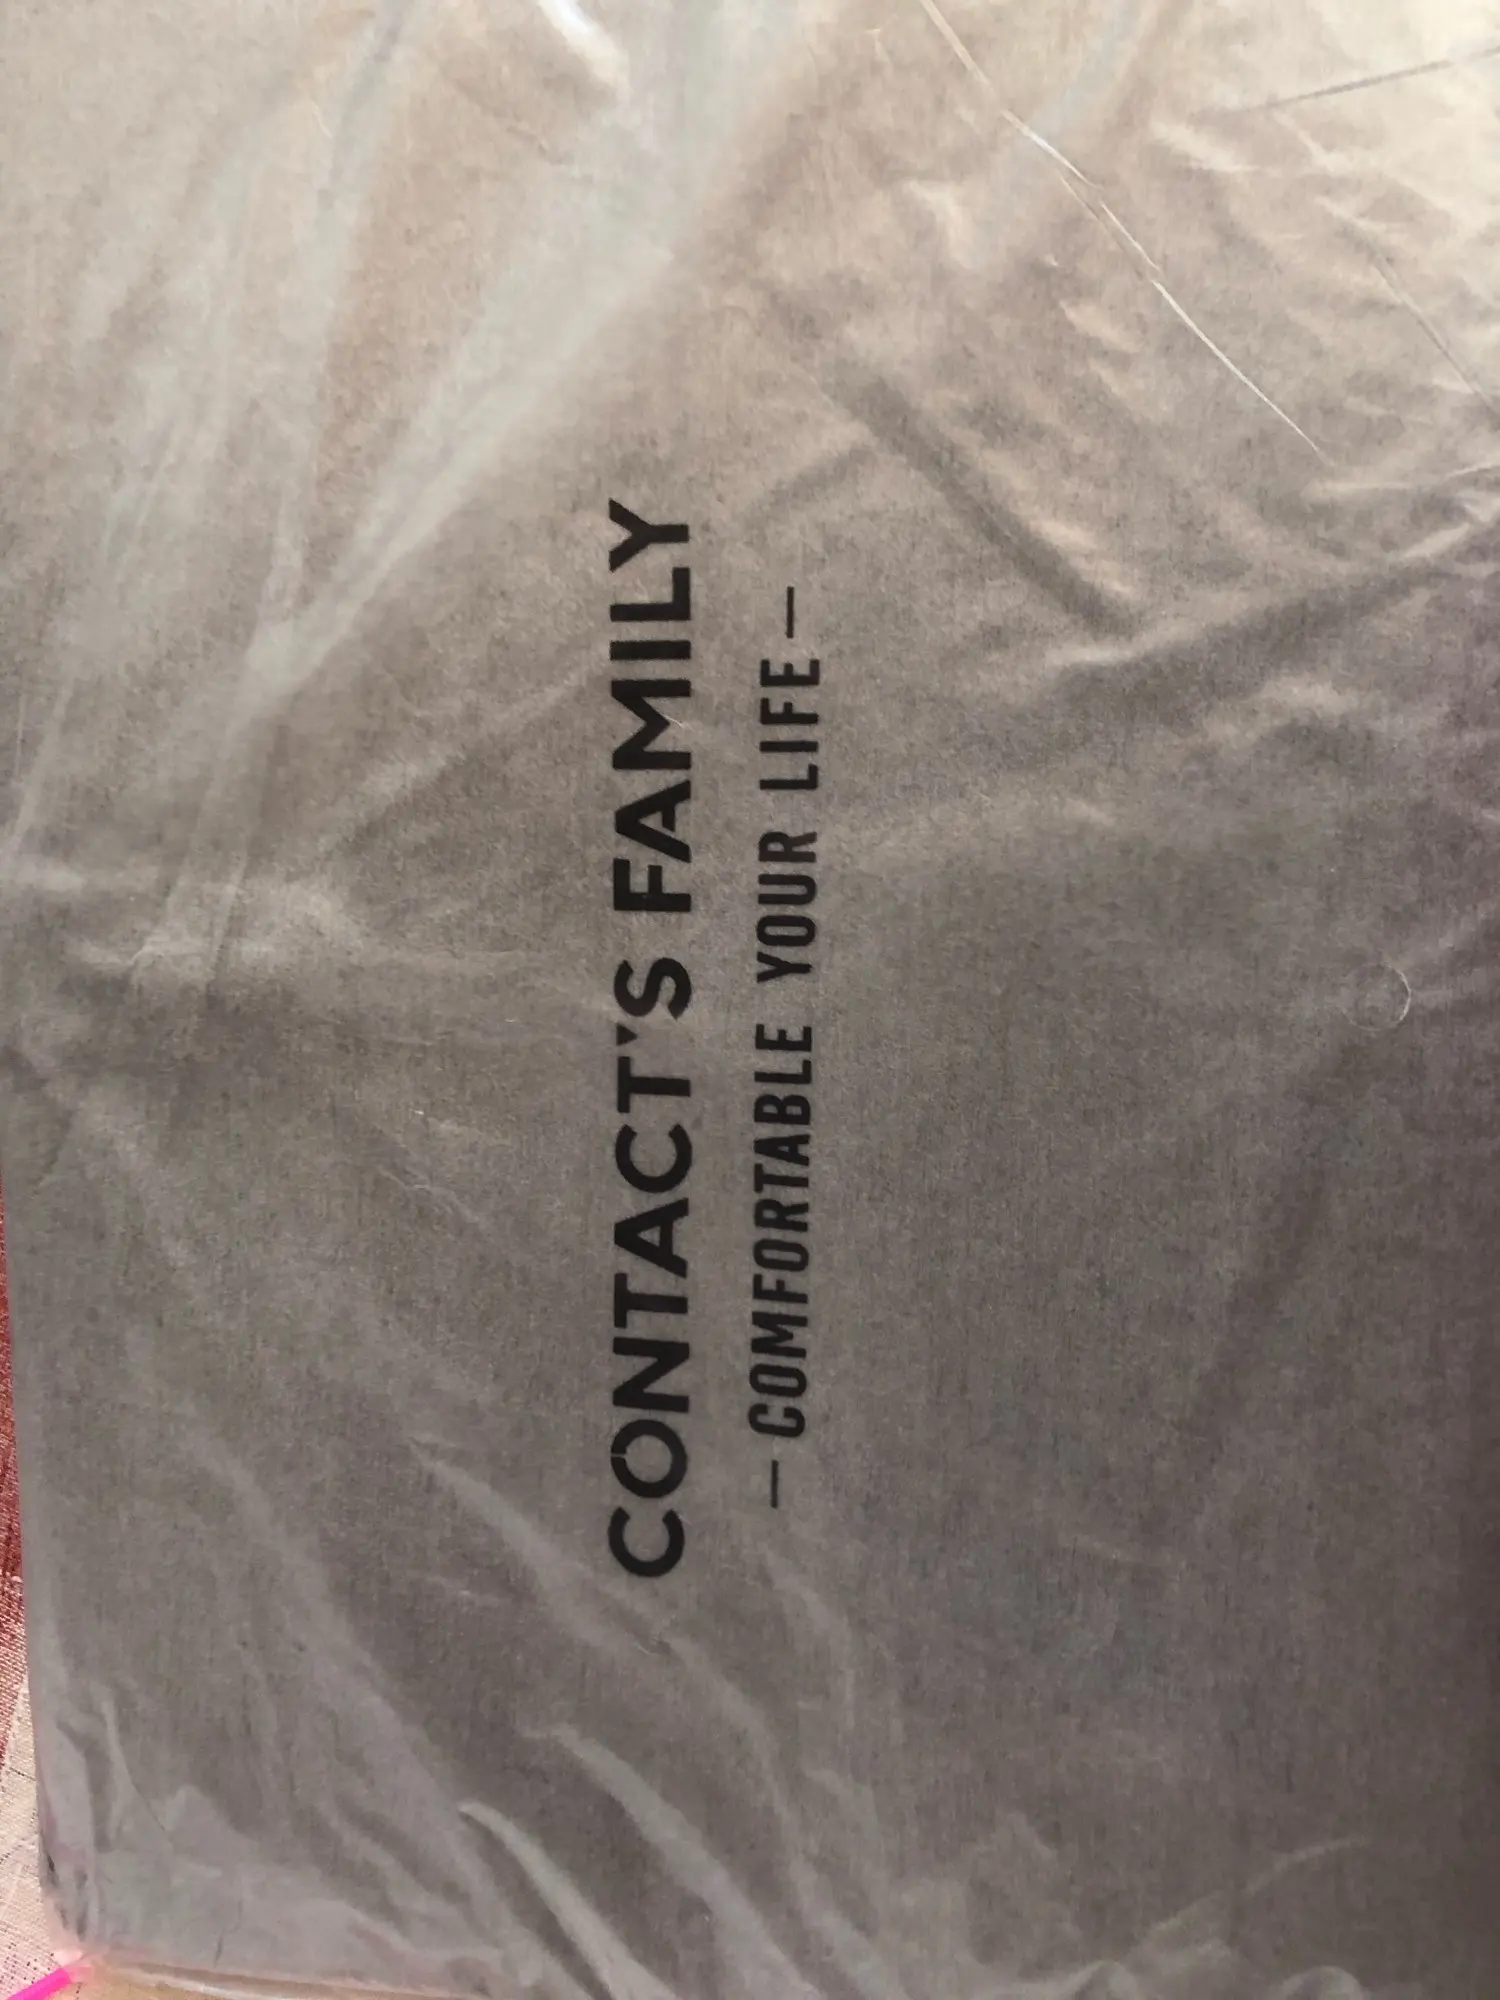 CONTACT'S FAMILY
— COMFORTABLE YOUR LIFE —